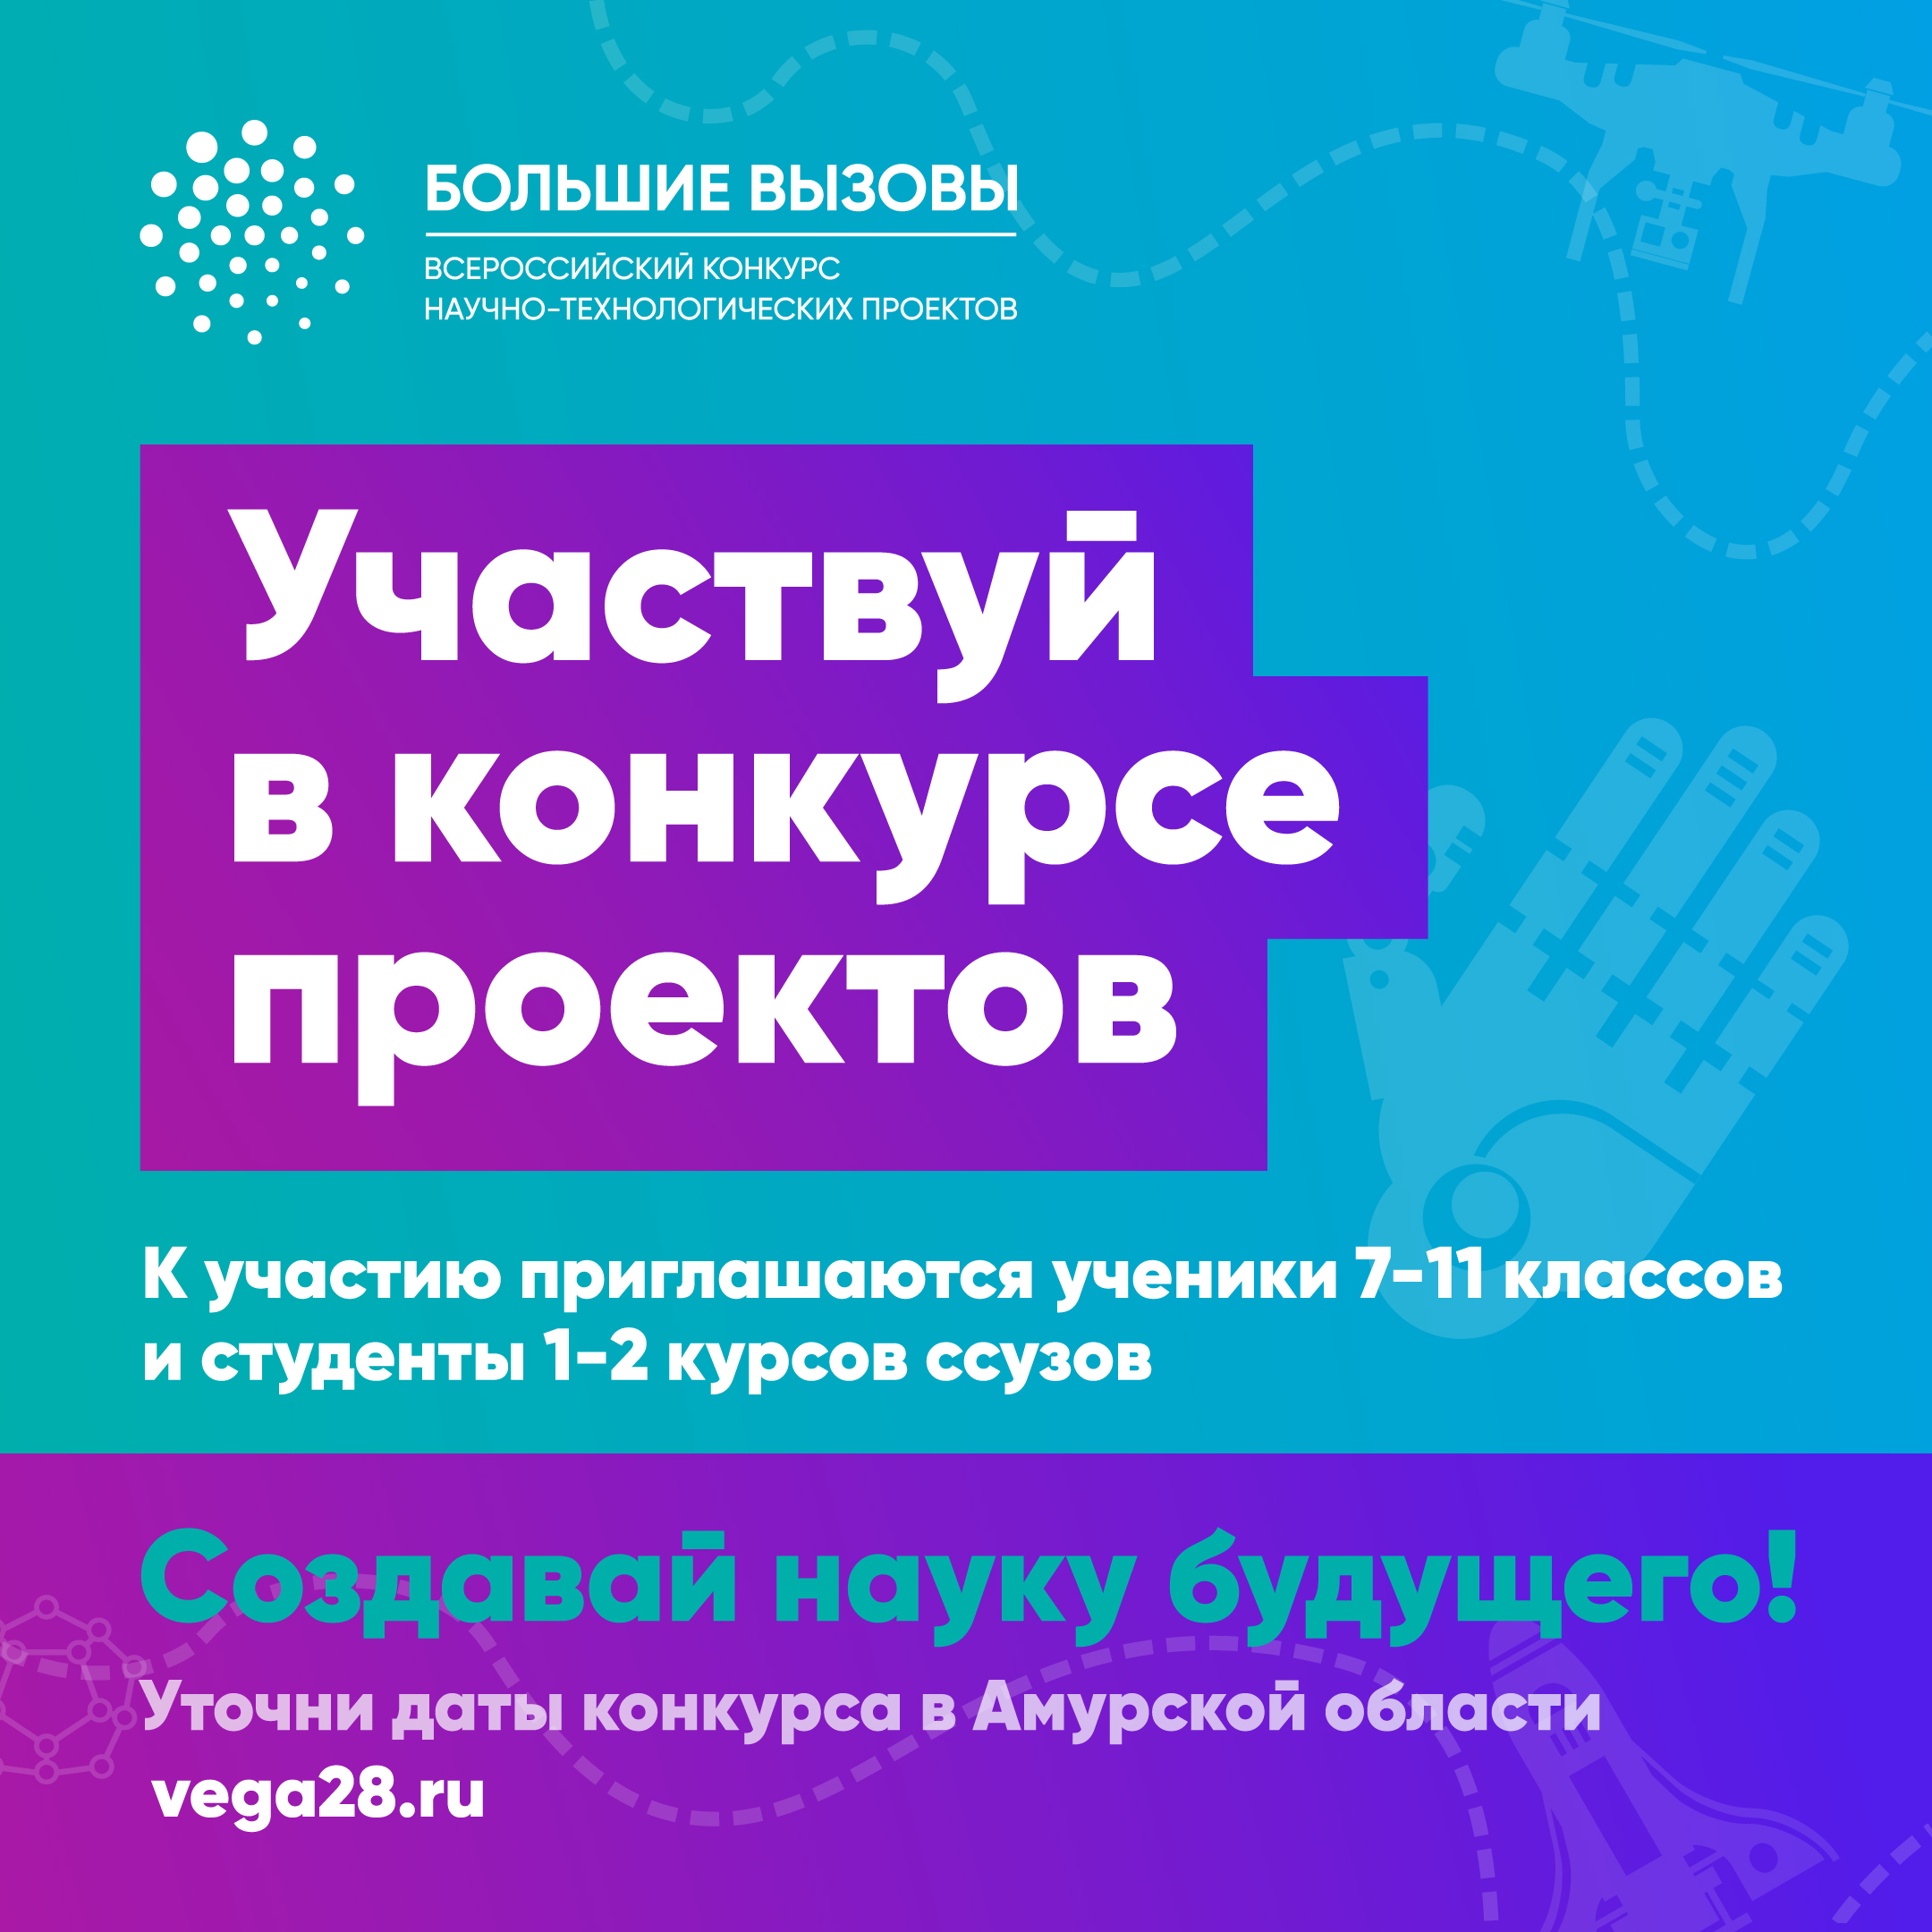 БОЛЬШИЕ ВЫЗОВЫ
ВСЕРОССИЙСКИЙ КОНКУРС
НАУЧНО-ТЕХНОЛОГИЧЕСКИХ ПРОЕКТОВ
Участвуй
в конкурсе
проектов
К участию приглашаются ученики 7–11 классов
и студенты 1–2 курсов ссузов
Создавай науку будущего!
Уточни даты конкурса в Амурской области
vega28.ru